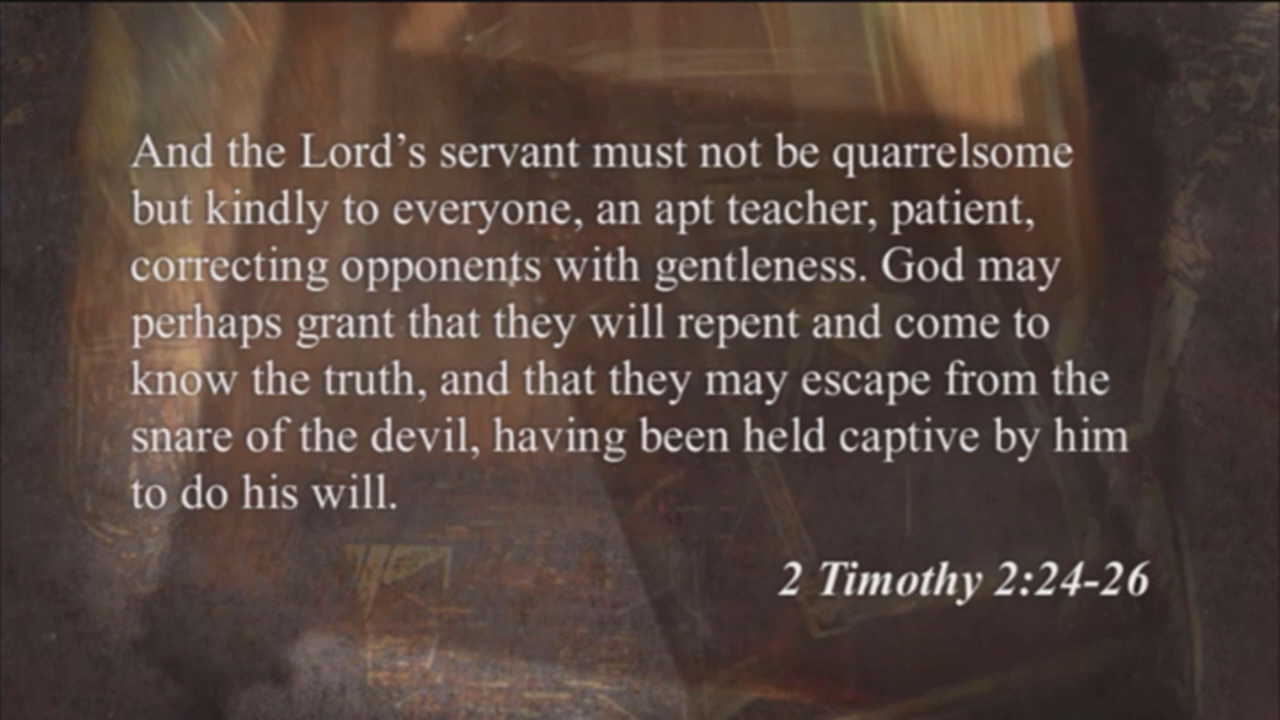 And the Lord’s servant must not be quarrelsome
but kindly to everyone, an apt teacher, patient,
correcting opponents with gentleness. God may
perhaps grant that they will repent and come to
know the truth, and that they may escape from the
snare of the devil, having been held captive by him
to do his will.
2 Timothy 2:24-26